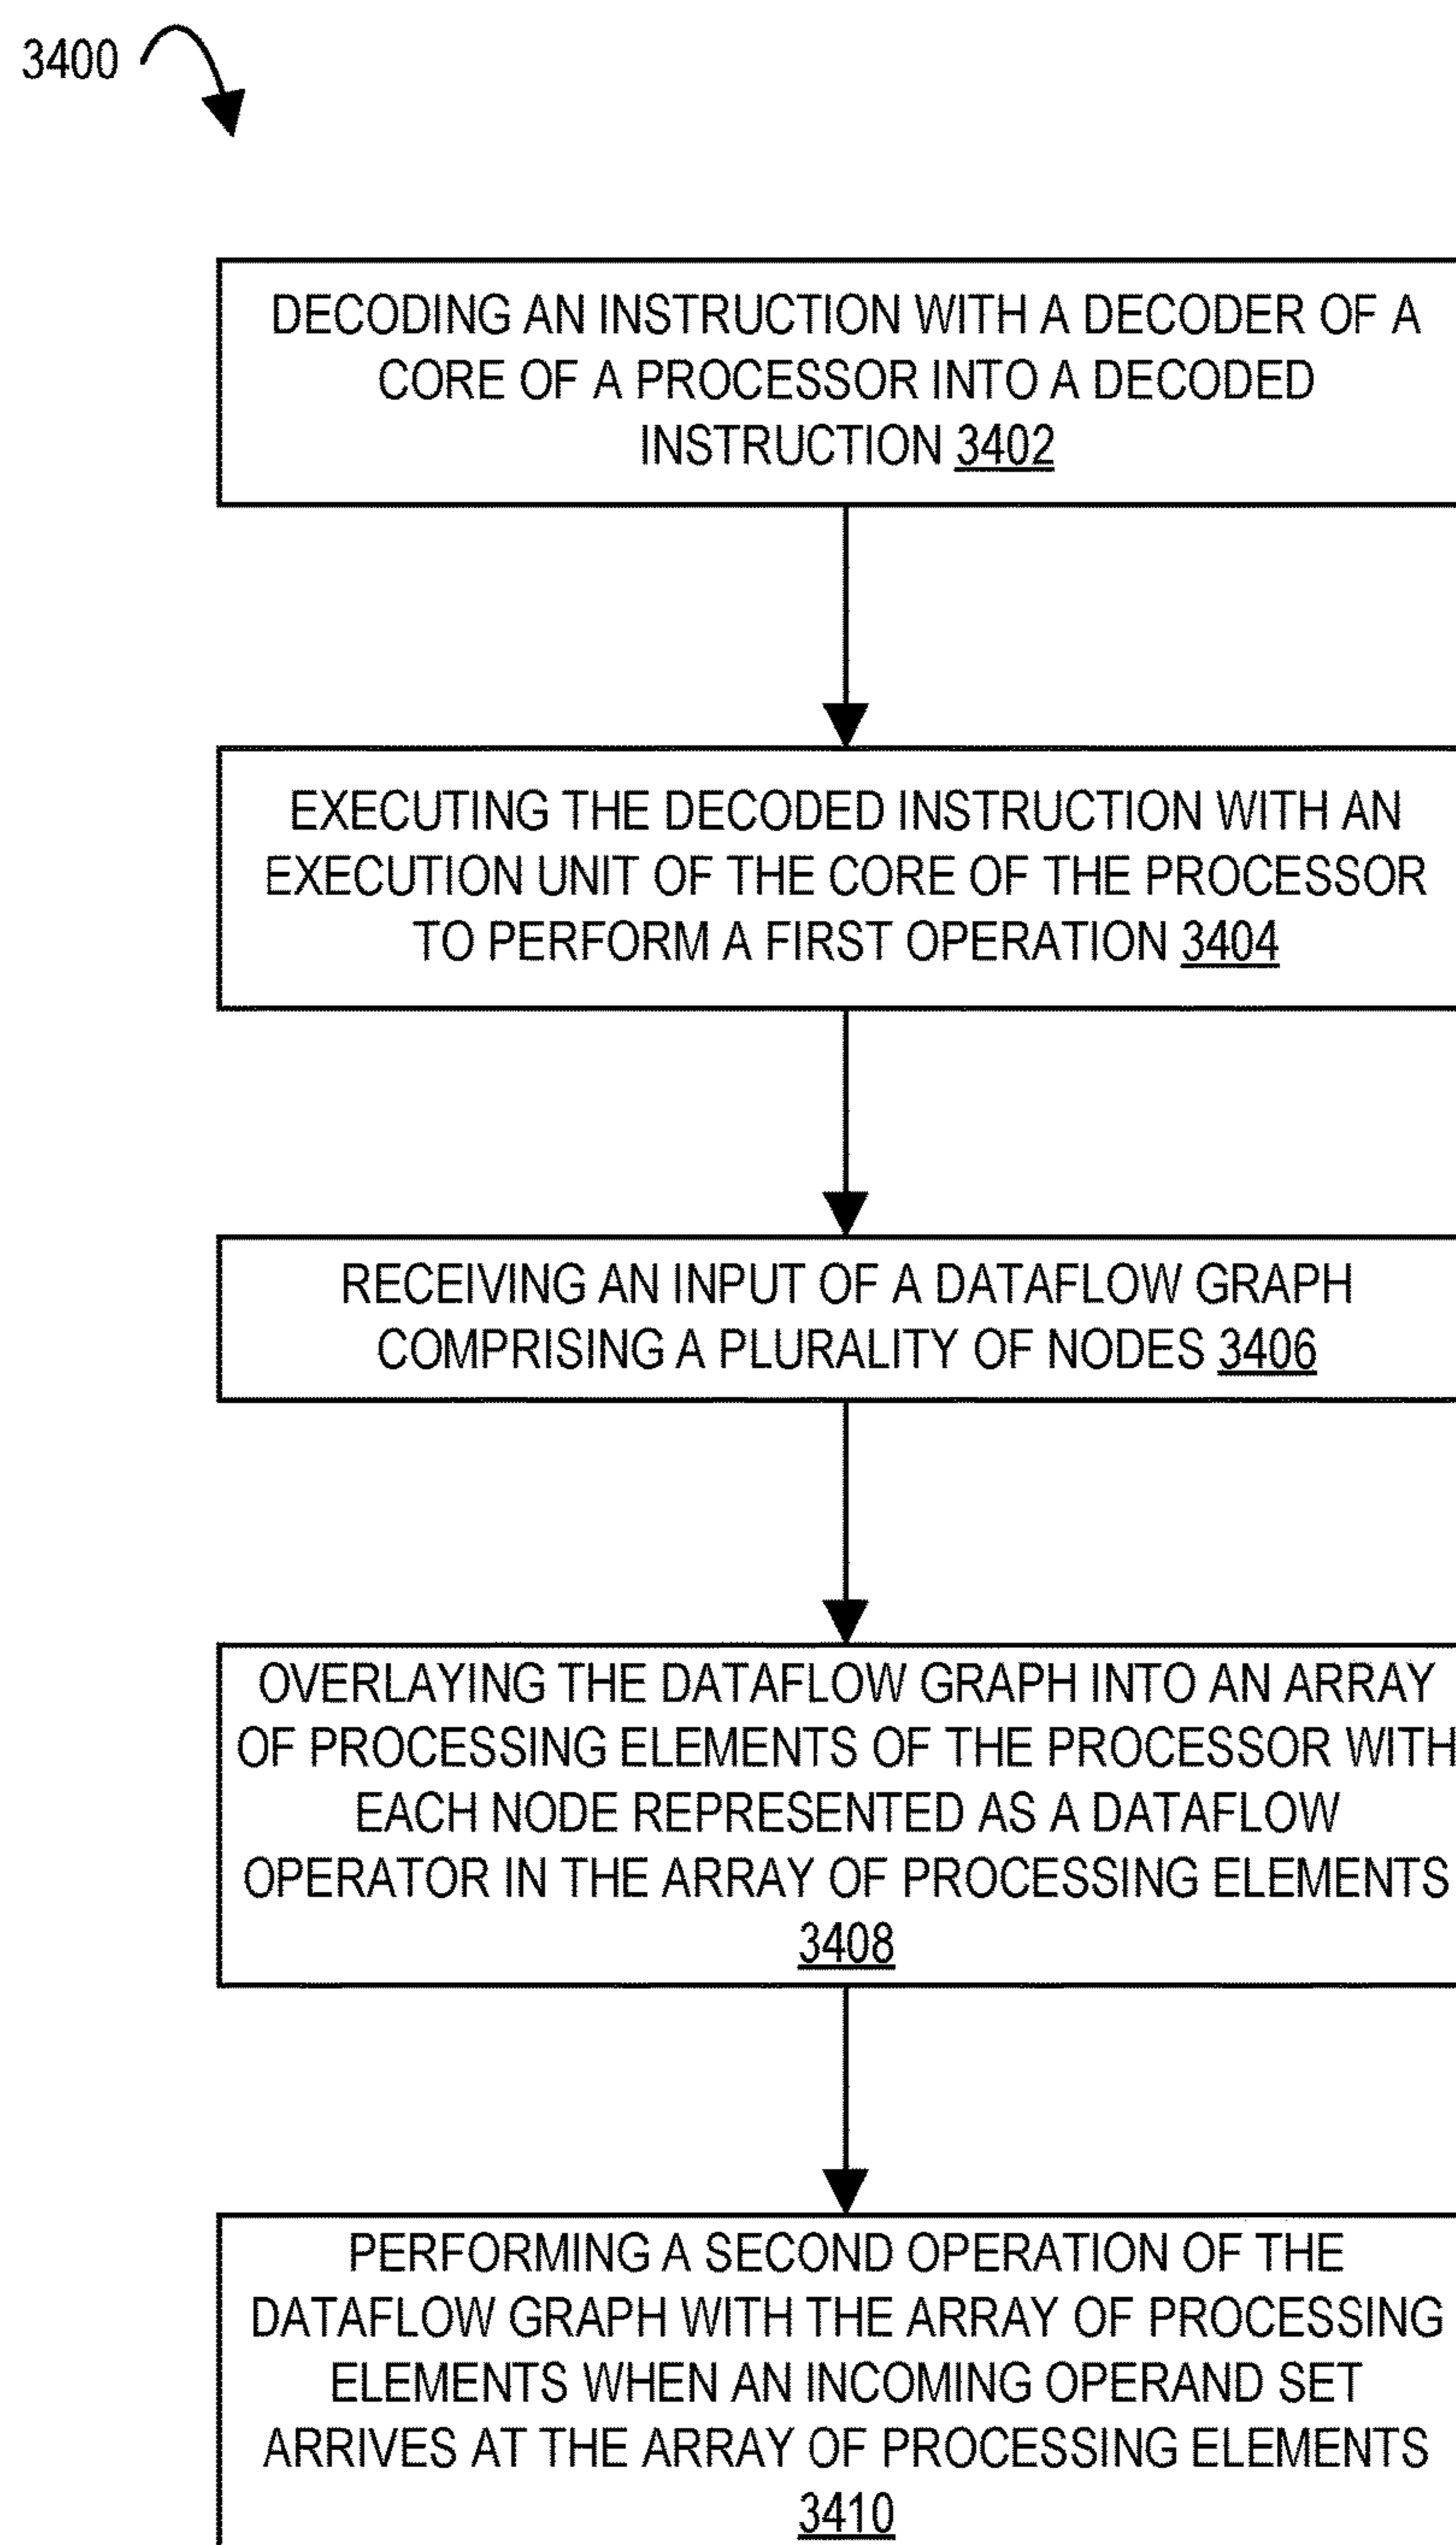 3400
DECODING AN INSTRUCTION WITH A DECODER OF A
CORE OF A PROCESSOR INTO A DECODED
INSTRUCTION 3402
EXECUTING THE DECODED INSTRUCTION WITH AN
EXECUTION UNIT OF THE CORE OF THE PROCESSOR
TO PERFORM A FIRST OPERATION 3404
RECEIVING AN INPUT OF A DATAFLOW GRAPH
COMPRISING A PLURALITY OF NODES 3406
OVERLAYING THE DATAFLOW GRAPH INTO AN ARRAY
OF PROCESSING ELEMENTS OF THE PROCESSOR WITH
EACH NODE REPRESENTED AS A DATAFLOW
OPERATOR IN THE ARRAY OF PROCESSING ELEMENTS
3408
PERFORMING A SECOND OPERATION OF THE
DATAFLOW GRAPH WITH THE ARRAY OF PROCESSING
ELEMENTS WHEN AN INCOMING OPERAND SET
ARRIVES AT THE ARRAY OF PROCESSING ELEMENTS
3410